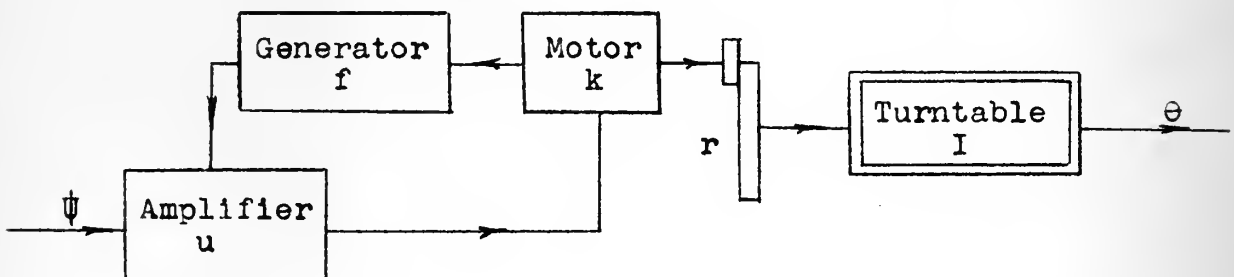 Generator
f
Motor
k
r
Turntable
I
θ
ψ
Amplifier
u